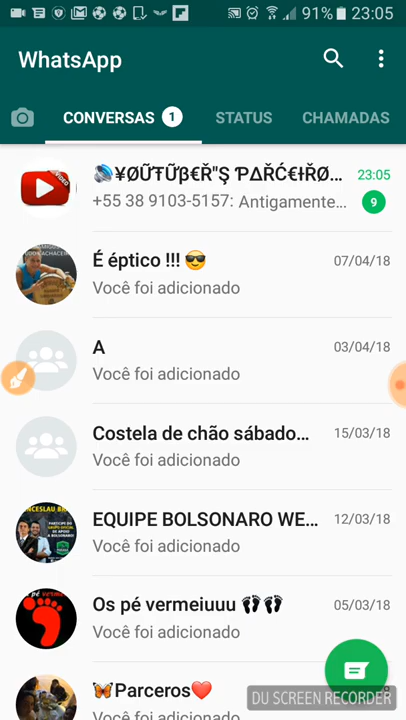 91% 23:05
WhatsApp
CONVERSAS 1 STATUS CHAMADAS
23:05
+55 38 9103-5157: Antigamente... 9
É éptico !!! 😎 07/04/18
Você foi adicionado
A 03/04/18
Você foi adicionado
Costela de chão sábado... 15/03/18
Você foi adicionado
EQUIPE BOLSONARO WE... 12/03/18
Você foi adicionado
Os pé vermeiuuu 👣👣 05/03/18
Você foi adicionado
🦋Parceros❤️
DU SCREEN RECORDER